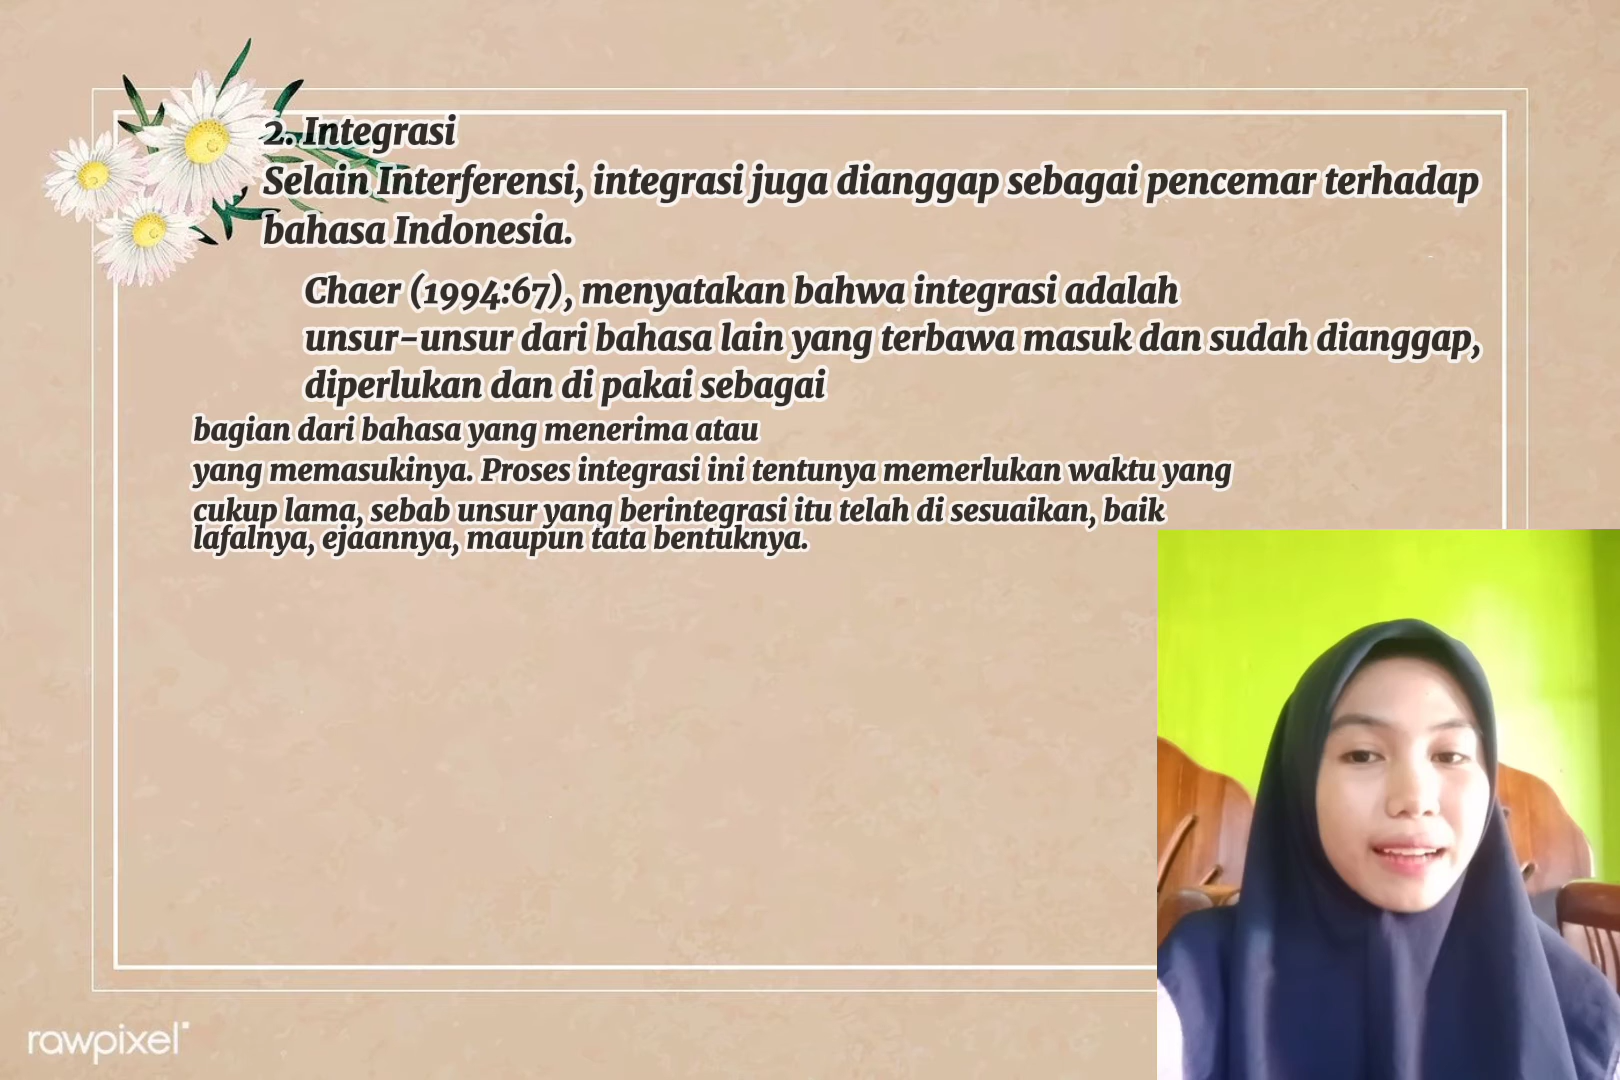 2. Integrasi
Selain Interferensi, integrasi juga dianggap sebagai pencemar terhadap
bahasa Indonesia.
Chaer (1994:67), menyatakan bahwa integrasi adalah
unsur-unsur dari bahasa lain yang terbawa masuk dan sudah dianggap,
diperlukan dan di pakai sebagai
bagian dari bahasa yang menerima atau
yang memasukinya. Proses integrasi ini tentunya memerlukan waktu yang
cukup lama, sebab unsur yang berintegrasi itu telah di sesuaikan, baik
lafalnya, ejaannya, maupun tata bentuknya.
rawpixel